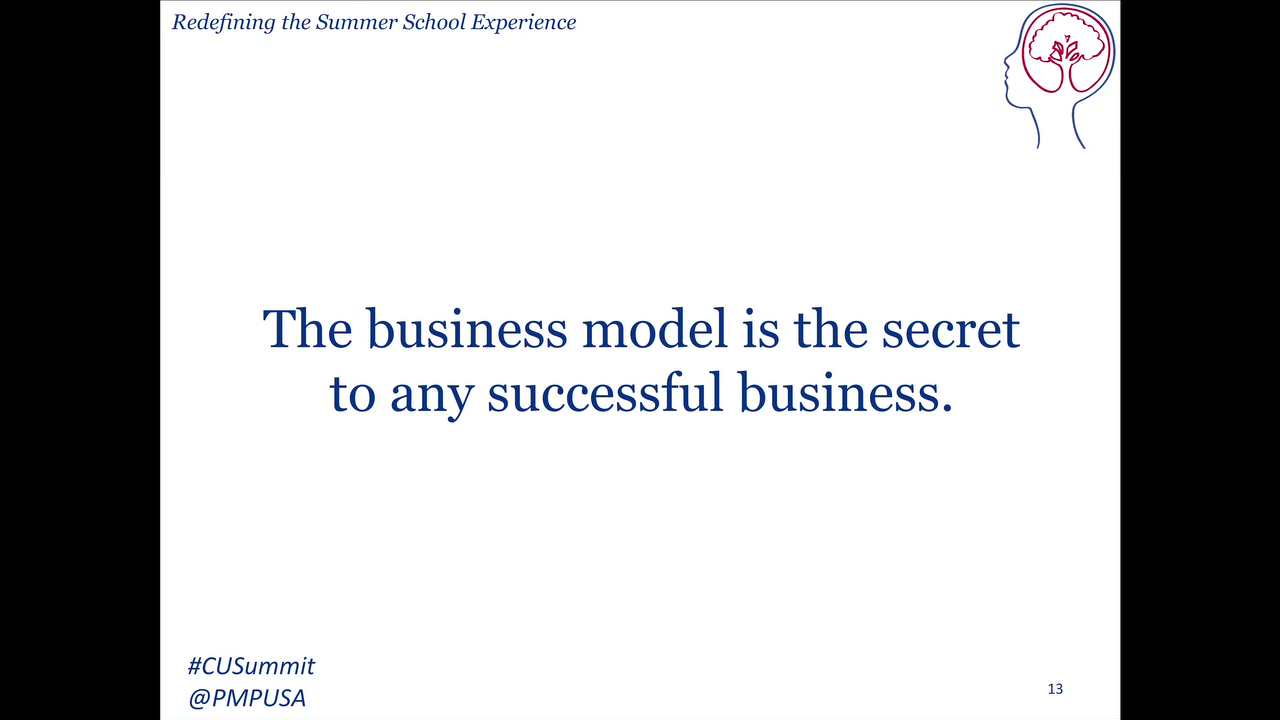 Redefining the Summer School Experience
The business model is the secret
to any successful business.
#CUSummit
@PMPUSA
13